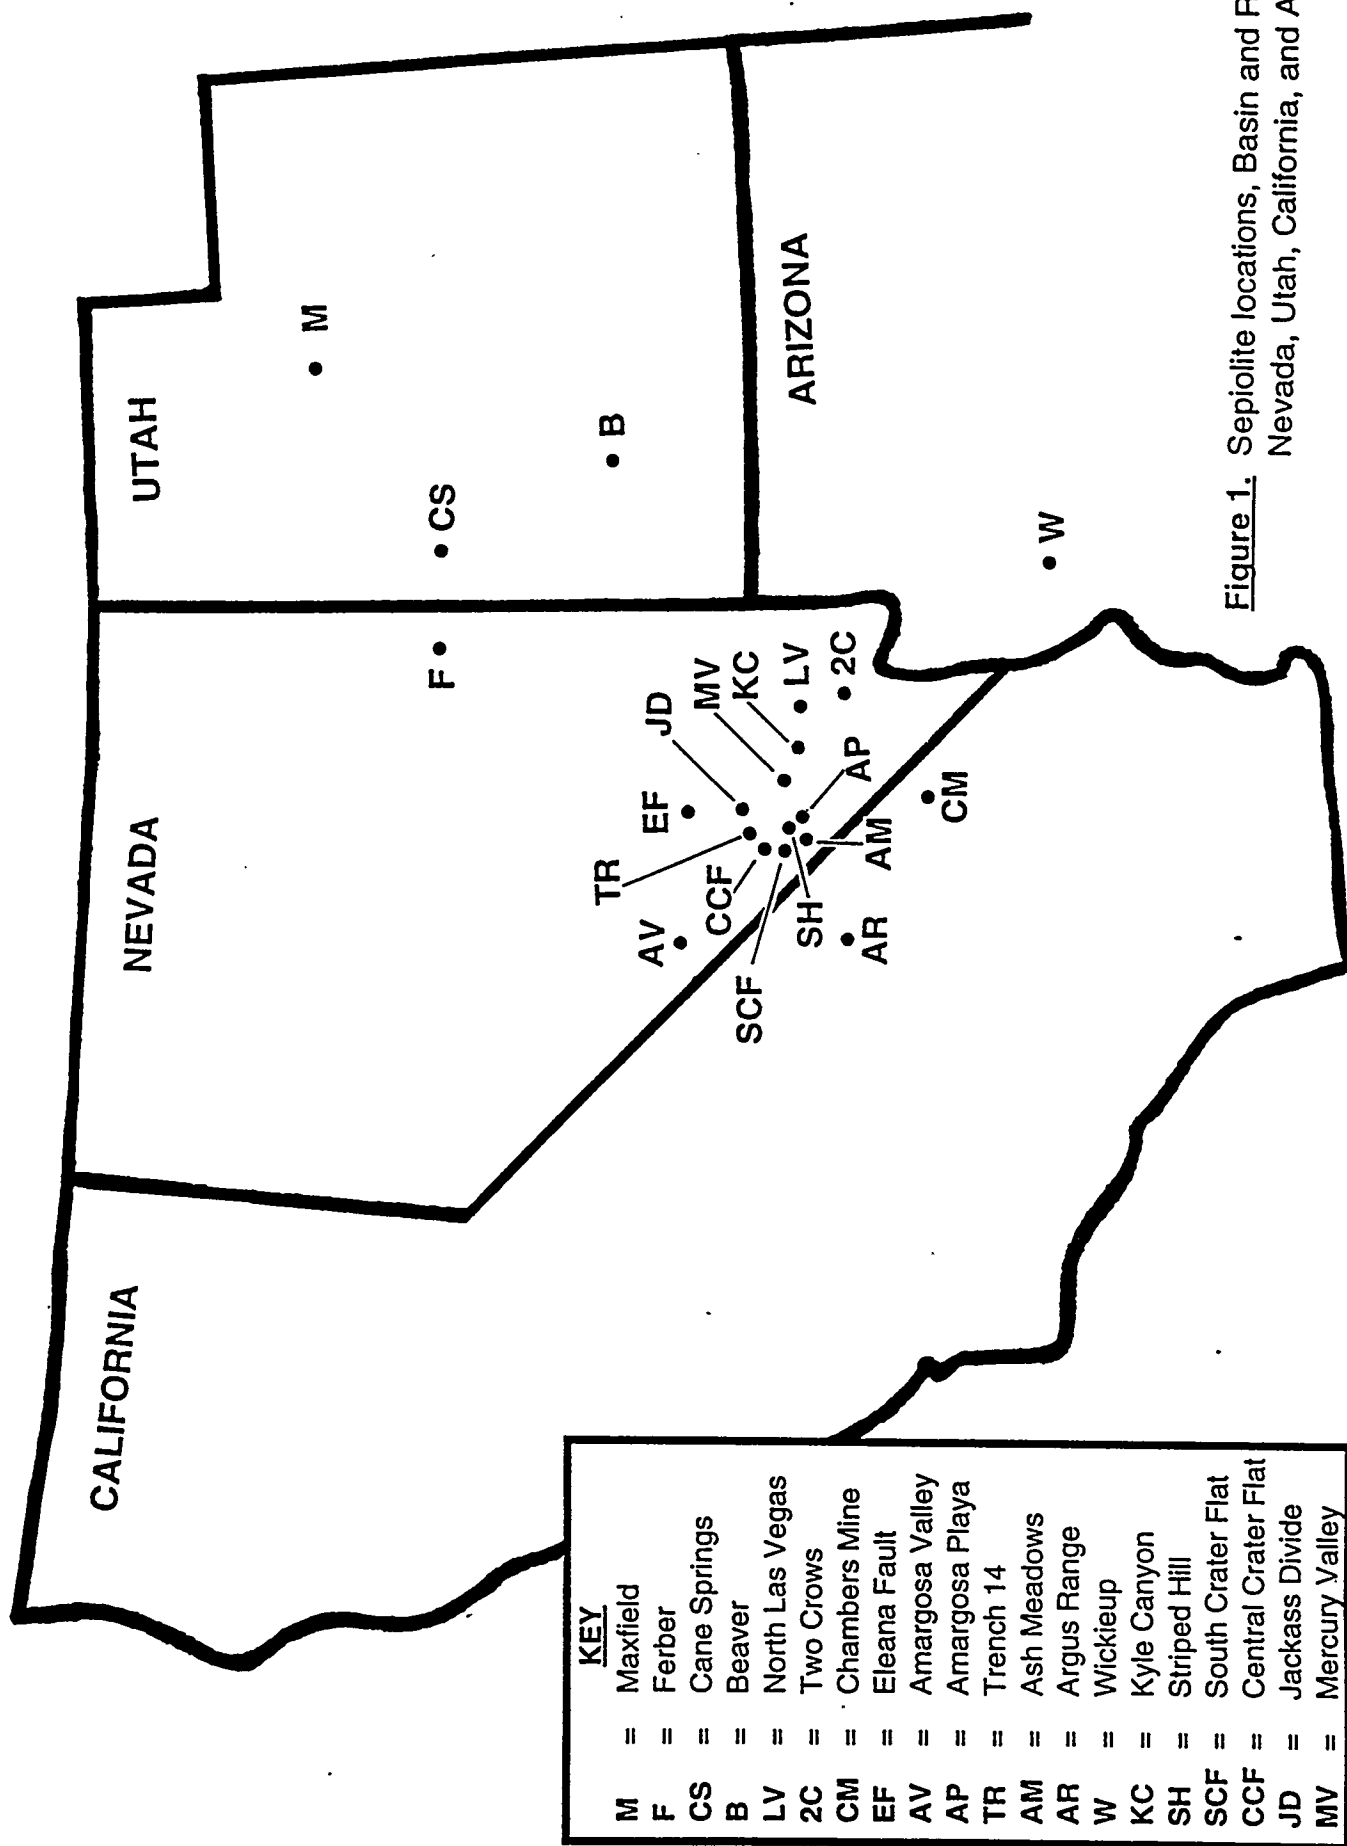 CALIFORNIA
NEVADA
UTAH
ARIZONA
M
CS
B
F
W
EF
JD
MV
KC
LV
2C
TR
AV
CCF
SCF
SH
AP
AM
AR
CM
KEY
M = Maxfield
F = Ferber
CS = Cane Springs
B = Beaver
LV = North Las Vegas
2C = Two Crows
CM = Chambers Mine
EF = Eleana Fault
AV = Amargosa Valley
AP = Amargosa Playa
TR = Trench 14
AM = Ash Meadows
AR = Argus Range
W = Wickieup
KC = Kyle Canyon
SH = Striped Hill
SCF = South Crater Flat
CCF = Central Crater Flat
JD = Jackass Divide
MV = Mercury Valley
Figure 1. Sepiolite locations, Basin and
Nevada, Utah, California, and